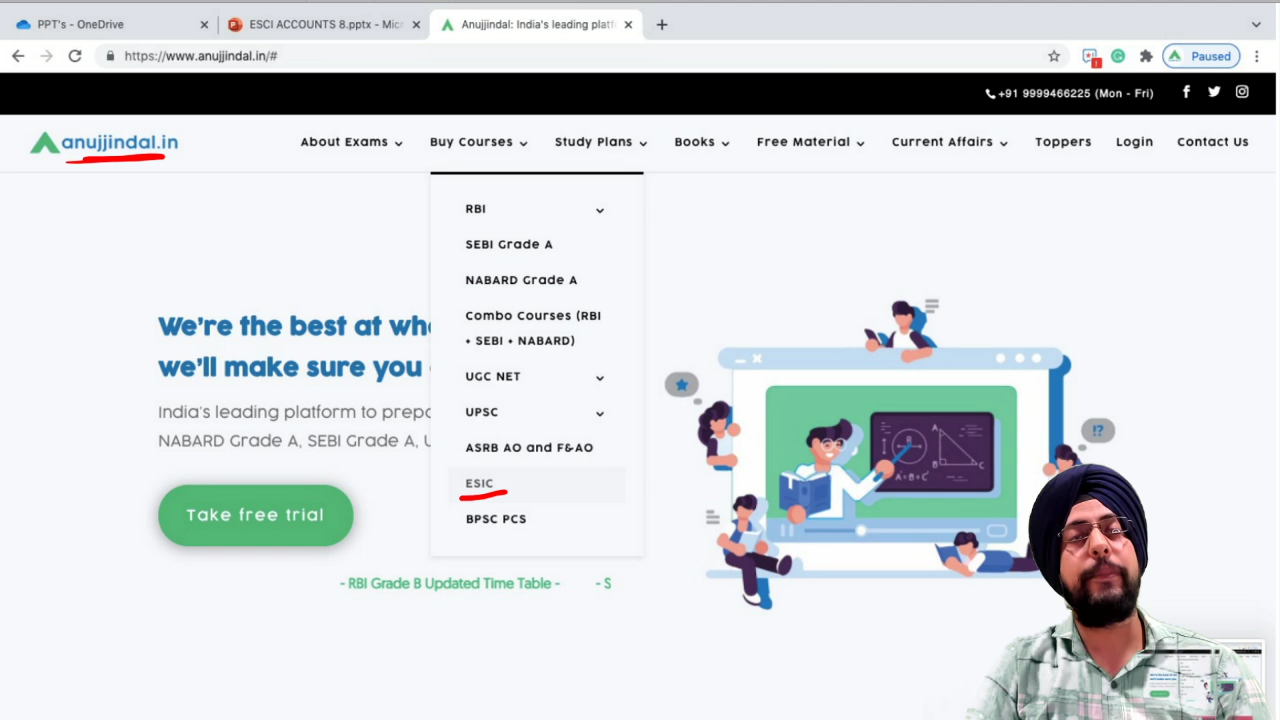 PPT's - OneDrive
ESCI ACCOUNTS 8.pptx - Micr
Anujjindal: India's leading platf
https://www.anujjindal.in/#
Paused
+91 9999466225 (Mon - Fri)
anujjindal.in
About Exams
Buy Courses
Study Plans
Books
Free Material
Current Affairs
Toppers
Login
Contact Us
RBI
SEBI Grade A
NABARD Grade A
Combo Courses (RBI
+ SEBI + NABARD)
UGC NET
UPSC
ASRB AO and F&AO
ESIC
BPSC PCS
We're the best at wh
we'll make sure you
India's leading platform to prep
NABARD Grade A, SEBI Grade A, U
Take free trial
- RBI Grade B Updated Time Table - - S
!?